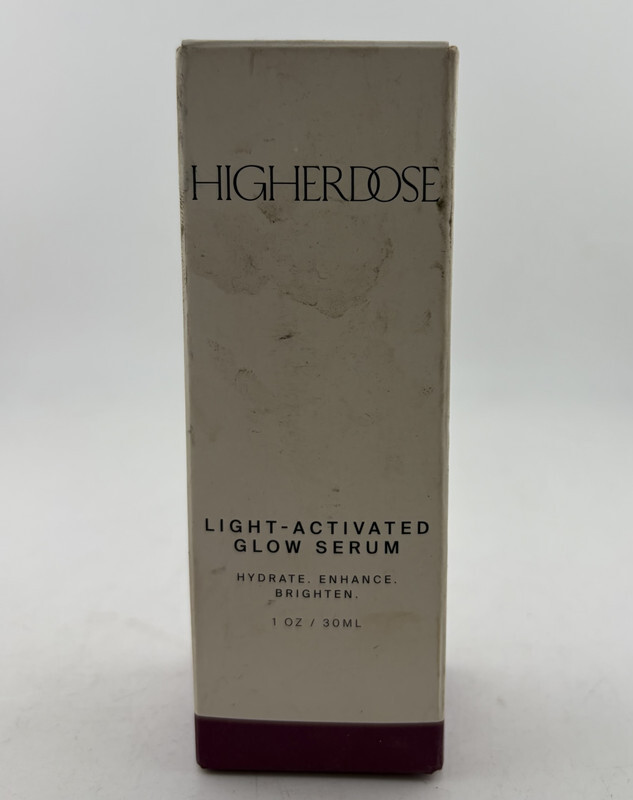 HIGHERDOSE
LIGHT-ACTIVATED
GLOW SERUM
HYDRATE. ENHANCE.
BRIGHTEN.
1 OZ / 30ML